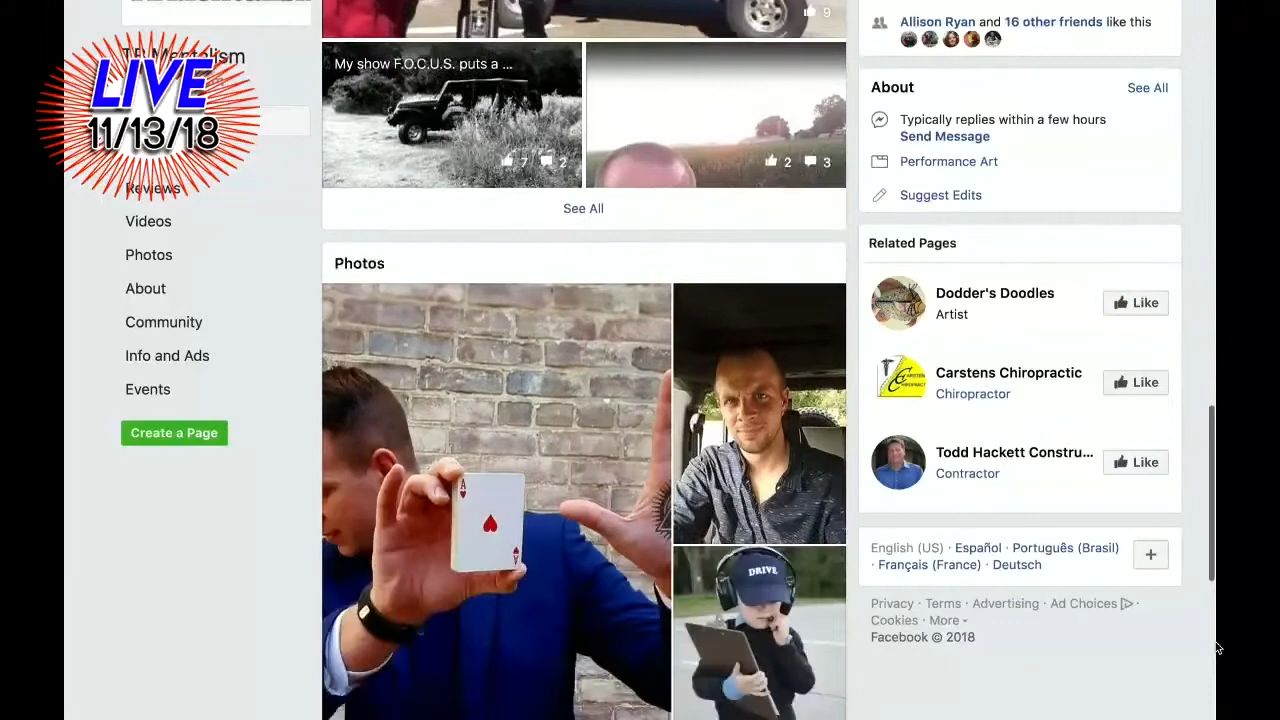 Mentalism
LIVE
11/13/18
Reviews
Videos
Photos
About
Community
Info and Ads
Events
Create a Page
9
My show F.O.C.U.S. puts a ...
7
2
2
3
See All
Photos
A
A
DRIVE
Allison Ryan and 16 other friends like this
About
See All
Typically replies within a few hours
Send Message
Performance Art
Suggest Edits
Related Pages
Dodder's Doodles
Artist
Like
Carstens Chiropractic
Chiropractor
Like
Todd Hackett Constru...
Contractor
Like
English (US) · Español · Português (Brasil)
· Français (France) · Deutsch
+
Privacy · Terms · Advertising · Ad Choices ·
Cookies · More
Facebook © 2018